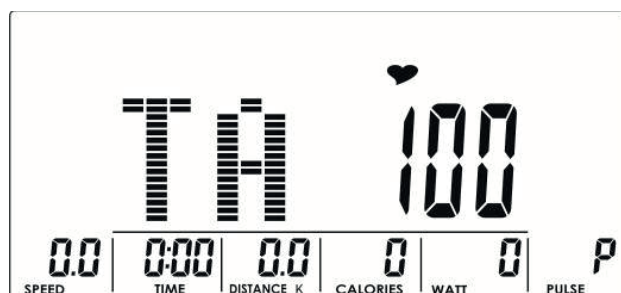 TA 100
0.0 0:00 0.0 0 0 P
SPEED TIME DISTANCE K CALORIES WATT PULSE